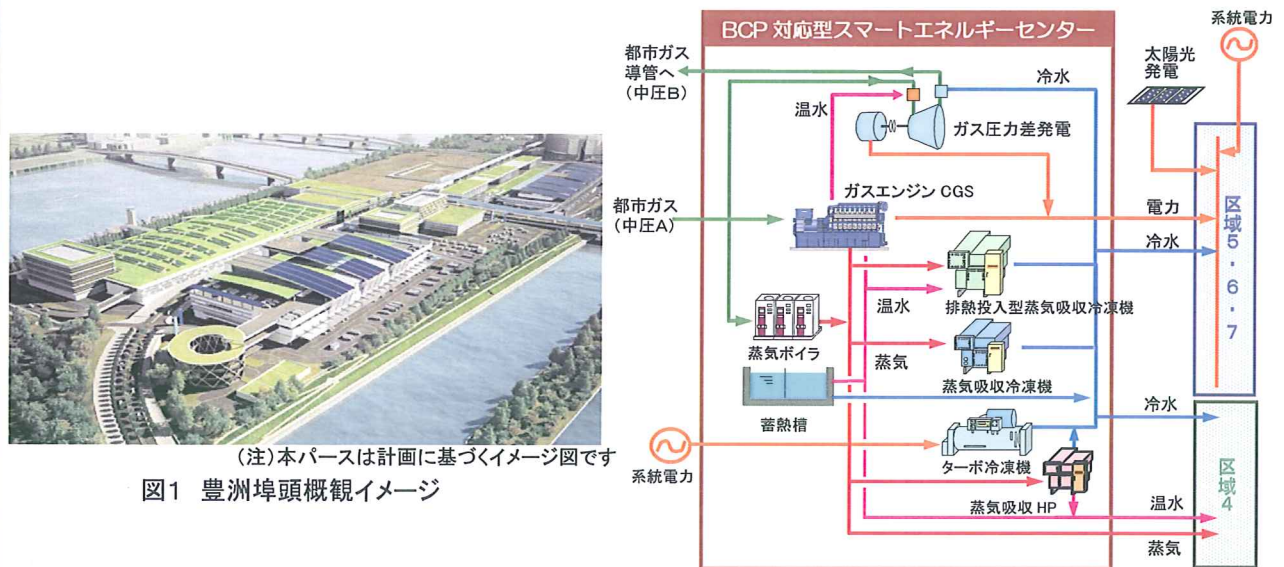 (注)本パースは計画に基づくイメージ図です
図1 豊洲埠頭概観イメージ
BCP 対応型スマートエネルギーセンター
系統電力
都市ガス
導管へ
(中圧B)
太陽光
発電
冷水
温水
ガス圧力差発電
ガスエンジン CGS
都市ガス
(中圧A)
電力
冷水
区域5・6・7
温水
排熱投入型蒸気吸収冷凍機
蒸気ボイラ
蒸気
蒸気吸収冷凍機
蓄熱槽
冷水
ターボ冷凍機
系統電力
区域4
蒸気吸収 HP
温水
蒸気